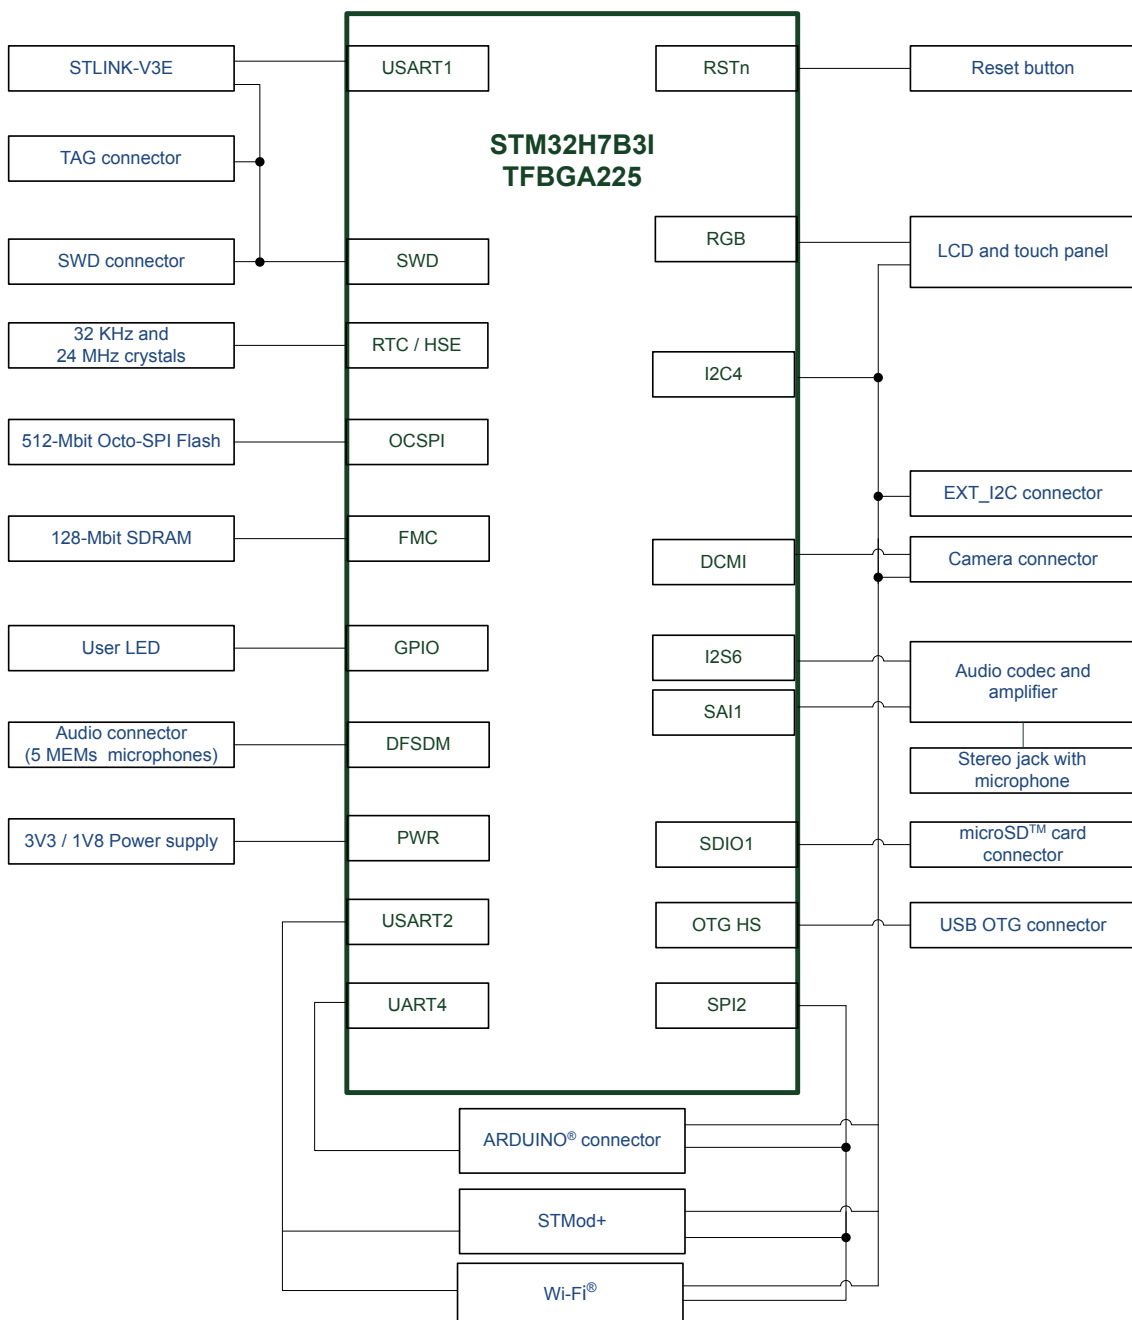 STM32H7B3I
TFBGA225
STLINK-V3E
USART1
RSTn
Reset button
TAG connector
SWD connector
SWD
RGB
LCD and touch panel
32 KHz and
24 MHz crystals
RTC / HSE
I2C4
512-Mbit Octo-SPI Flash
OCSPI
EXT_I2C connector
128-Mbit SDRAM
FMC
DCMI
Camera connector
User LED
GPIO
I2S6
SAI1
Audio codec and
amplifier
Audio connector
(5 MEMs microphones)
DFSDM
Stereo jack with
microphone
3V3 / 1V8 Power supply
PWR
SDIO1
microSD™ card
connector
USART2
OTG HS
USB OTG connector
UART4
SPI2
ARDUINO® connector
STMod+
Wi-Fi®